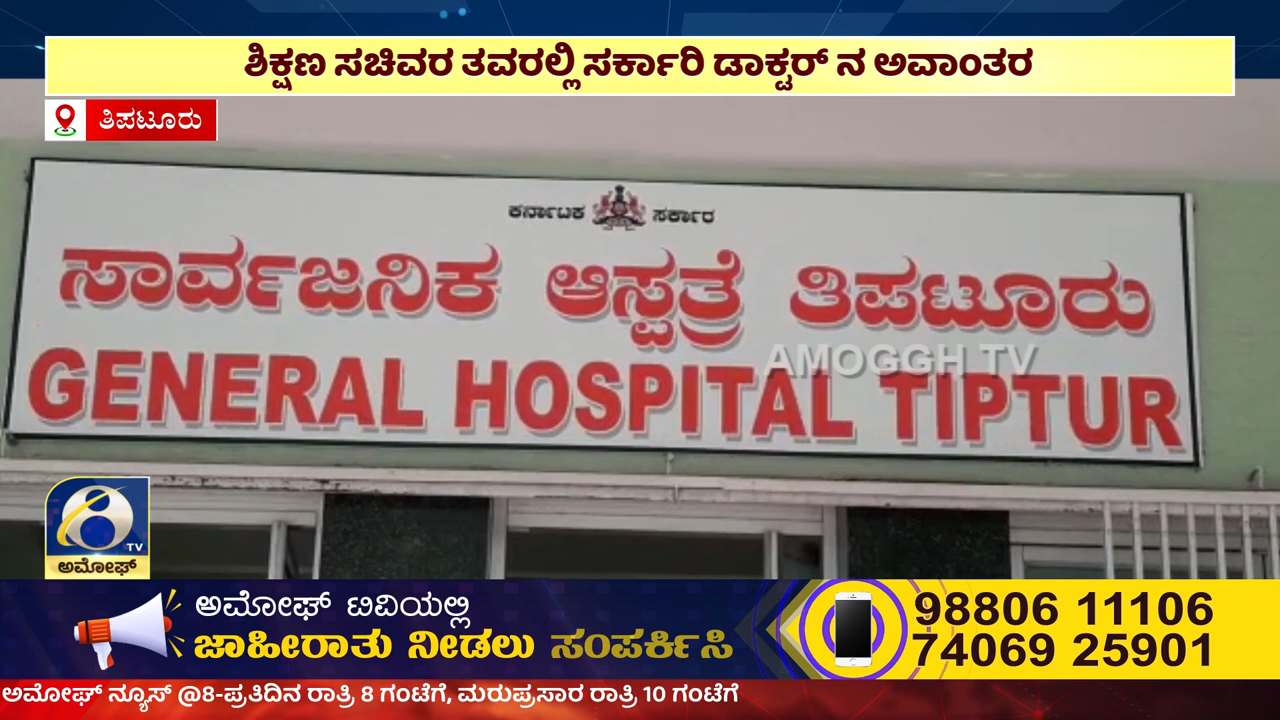 ಶಿಕ್ಷಣ ಸಚಿವರ ತವರಲ್ಲಿ ಸರ್ಕಾರಿ ಡಾಕ್ಟರ್ ನ ಅವಾಂತರ
ತಿಪಟೂರು
ಕರ್ನಾಟಕ ಸರ್ಕಾರ
ಸಾರ್ವಜನಿಕ ಆಸ್ಪತ್ರೆ ತಿಪಟೂರು
AMOGGH TV
GENERAL HOSPITAL TIPTUR
8 TV
ಅಮೋಘ್
ಅಮೋಘ್ ಟಿವಿಯಲ್ಲಿ
ಜಾಹೀರಾತು ನೀಡಲು ಸಂಪರ್ಕಿಸಿ
98806 11106
74069 25901
ಅಮೋಘ್ ನ್ಯೂಸ್ @8-ಪ್ರತಿದಿನ ರಾತ್ರಿ 8 ಗಂಟೆಗೆ, ಮರುಪ್ರಸಾರ ರಾತ್ರಿ 10 ಗಂಟೆಗೆ